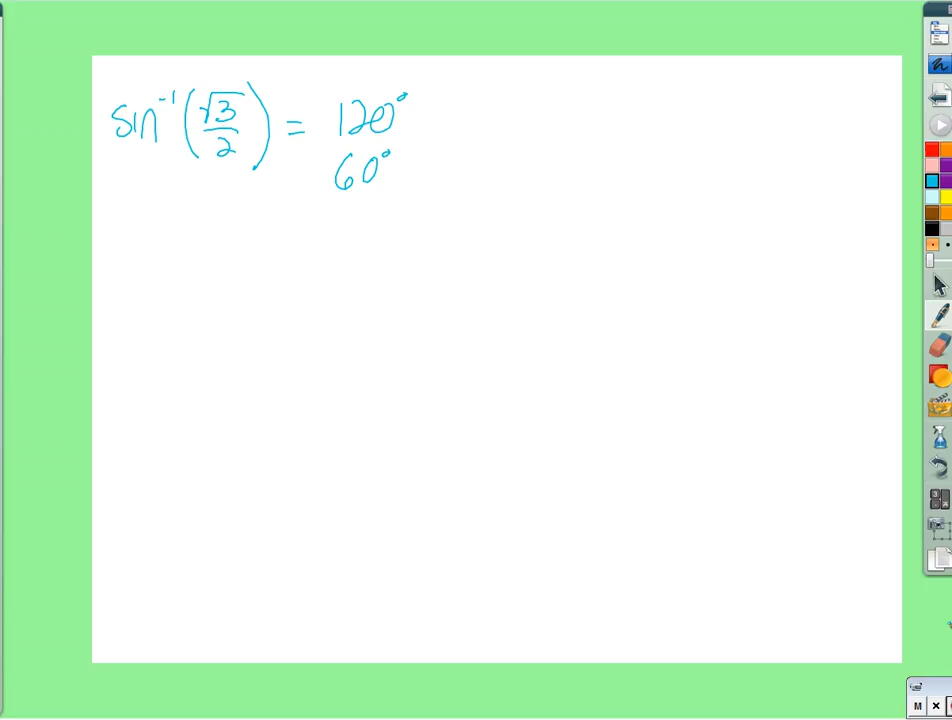 sin⁻¹(√3/2) = 120°
60°
M ×